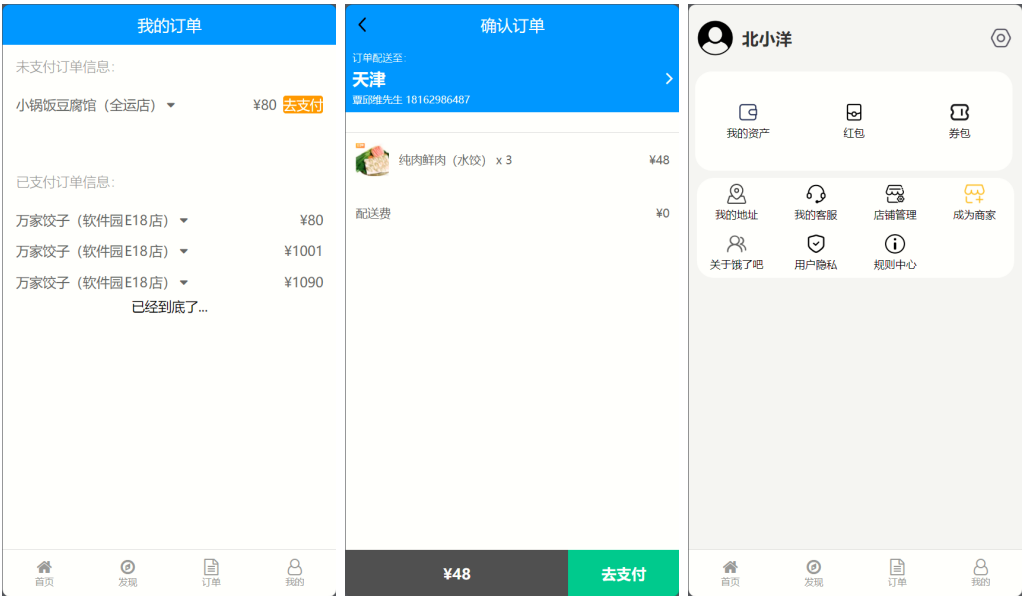 我的订单
未支付订单信息:
小锅饭豆腐馆（全运店） ¥80 去支付
已支付订单信息:
万家饺子（软件园E18店） ¥80
万家饺子（软件园E18店） ¥1001
万家饺子（软件园E18店） ¥1090
已经到底了...
首页 发现 订单 我的
确认订单
订单配送至:
天津
覃邱维先生 18162986487
纯肉鲜肉（水饺） x 3 ¥48
配送费 ¥0
¥48 去支付
北小洋
我的资产 红包 券包
我的地址 我的客服 店铺管理 成为商家
关于饿了吧 用户隐私 规则中心
首页 发现 订单 我的